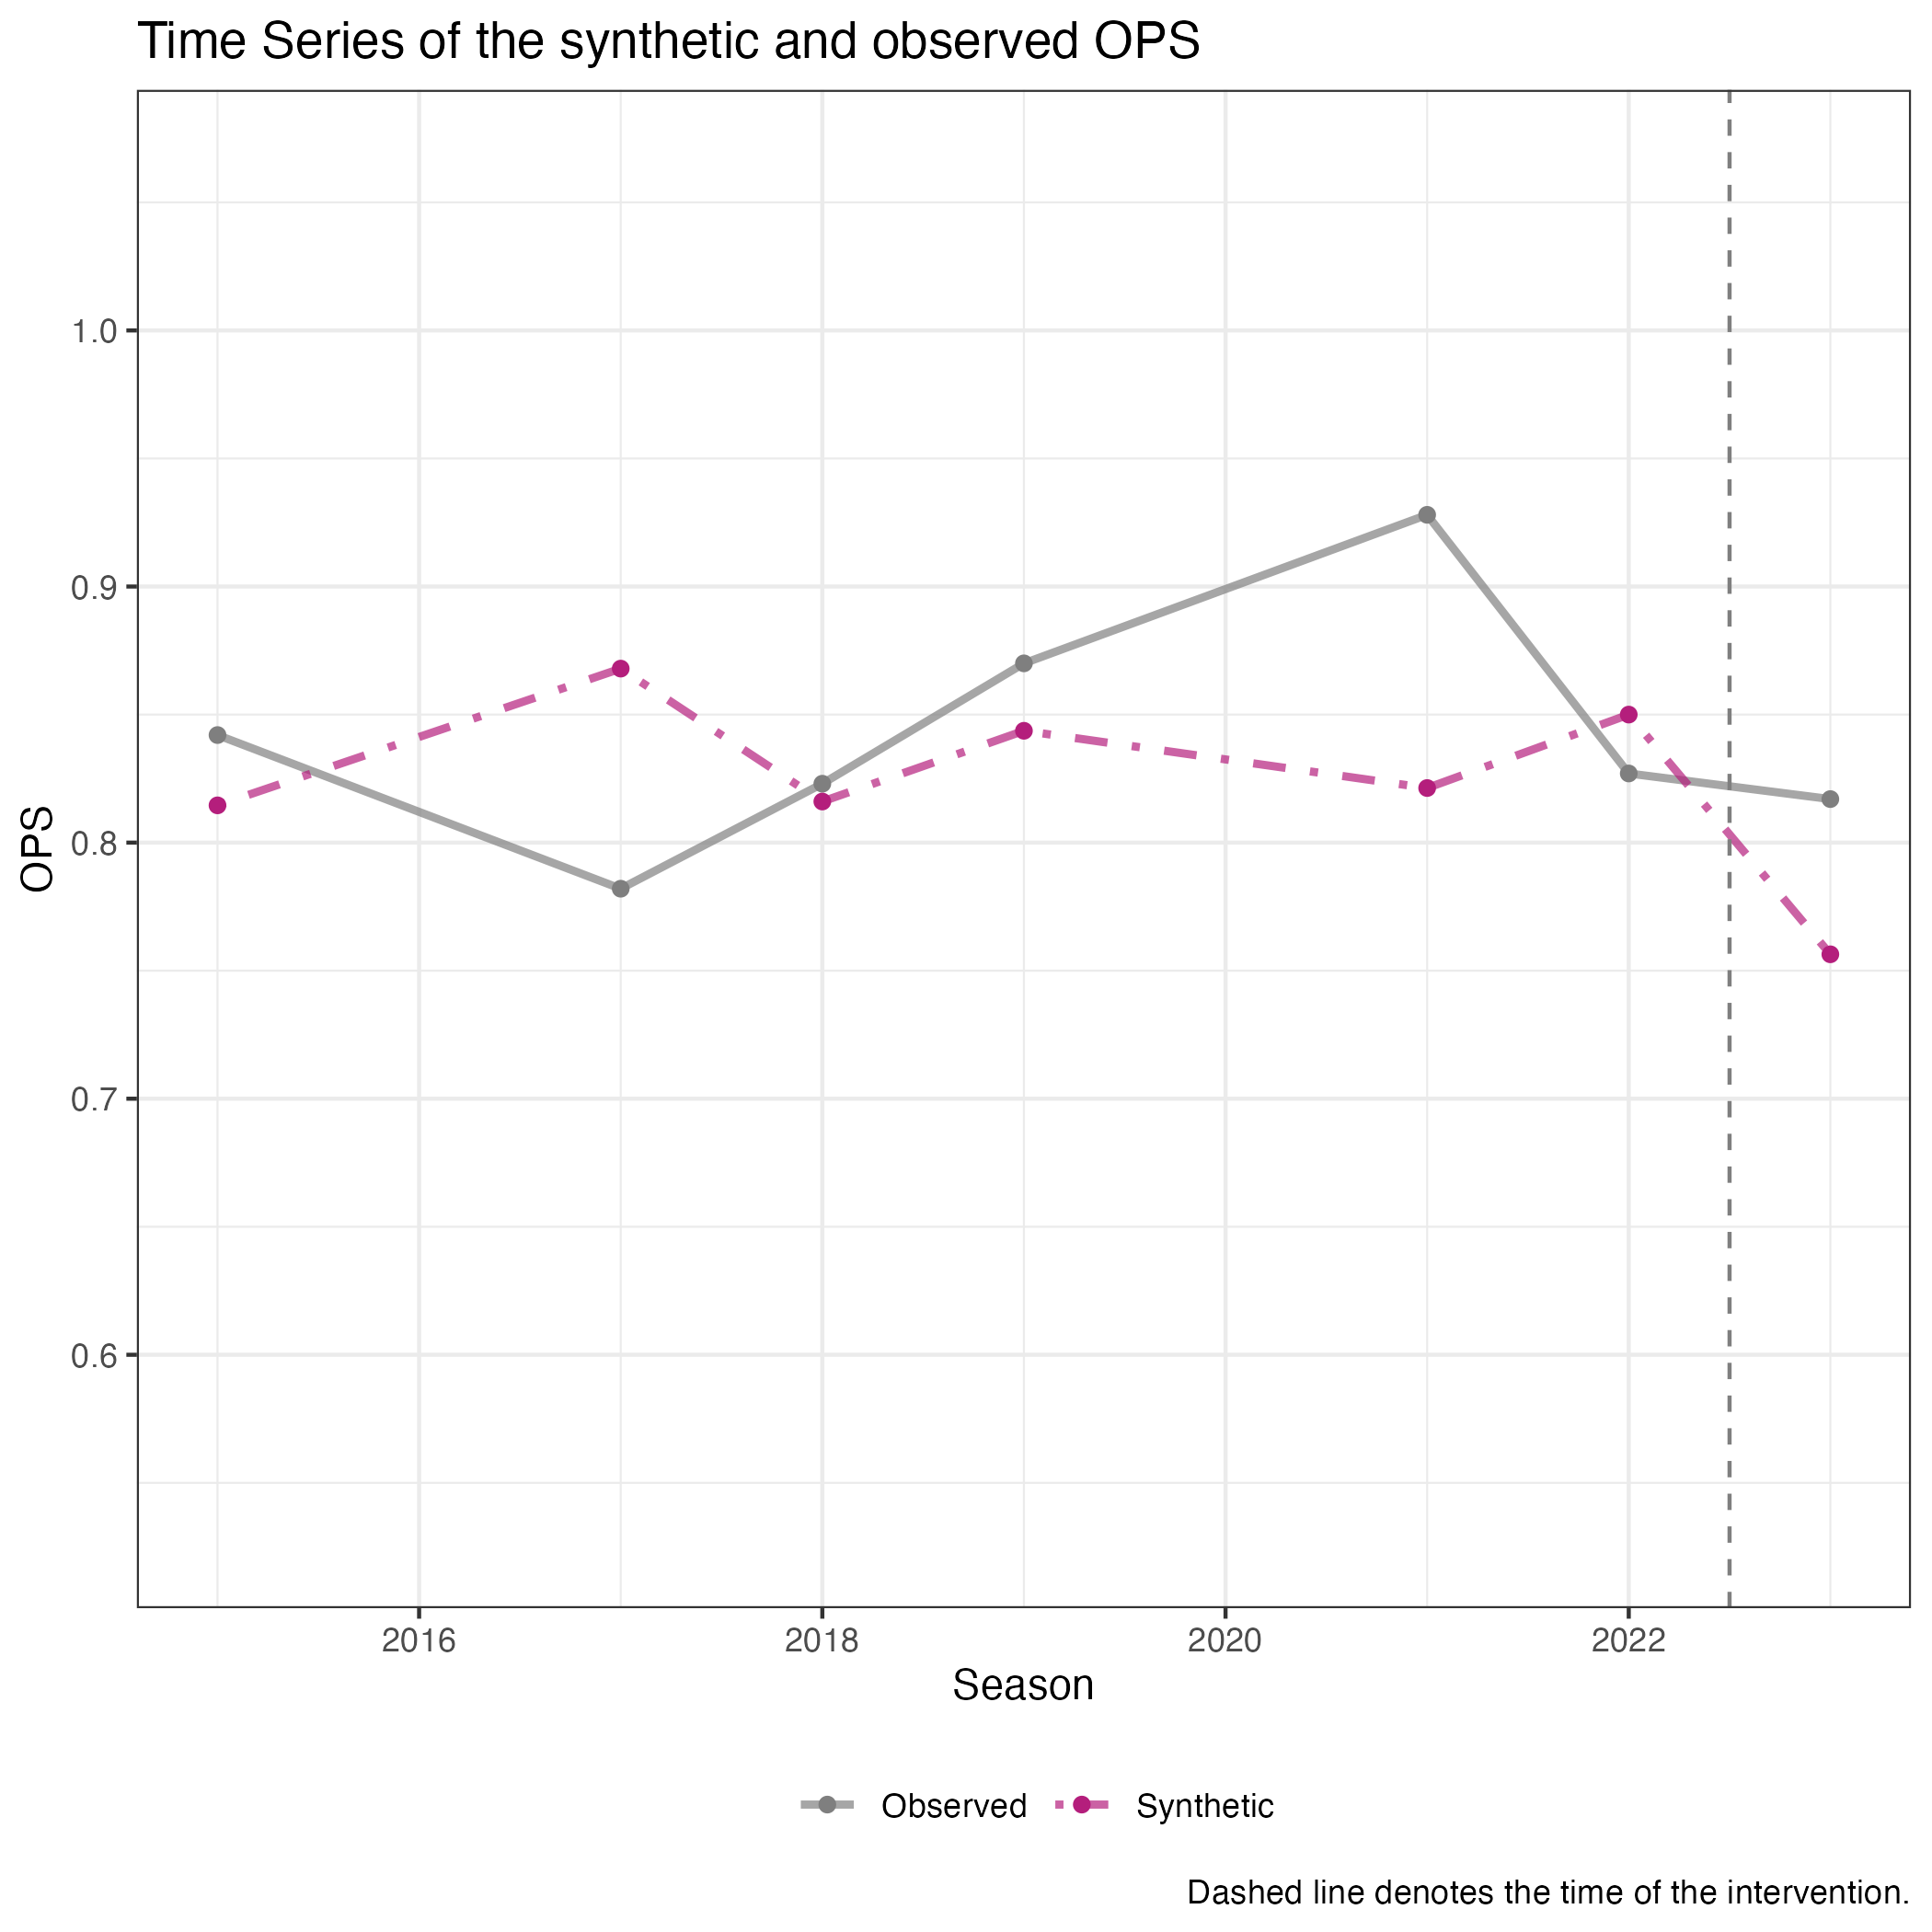 Time Series of the synthetic and observed OPS
1.0
0.9
0.8
0.7
0.6
OPS
2016 2018 2020 2022
Season
Observed Synthetic
Dashed line denotes the time of the intervention.